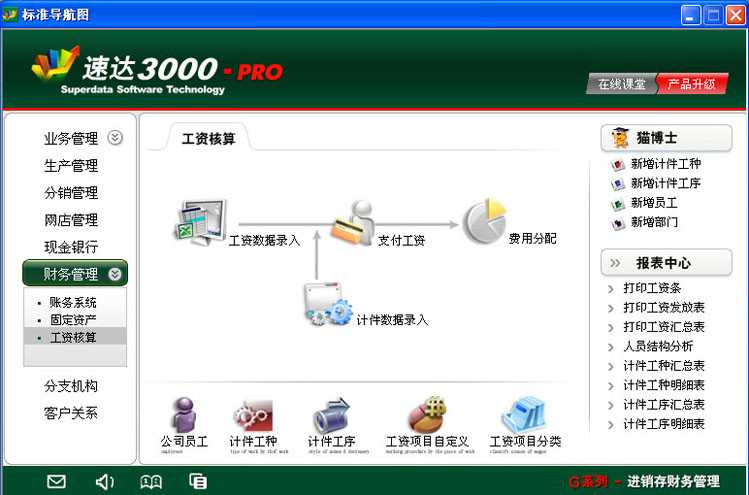 标准导航图
速达3000-PRO
Superdata Software Technology
在线课堂
产品升级
业务管理
生产管理
分销管理
网店管理
现金银行
财务管理
账务系统
固定资产
工资核算
分支机构
客户关系
工资核算
工资数据录入
支付工资
费用分配
计件数据录入
公司员工
employees
计件工种
type of work by thof work
计件工序
工资项目自定义
working procedure by the peace of work
工资项目分类
classify issues of wages
猫博士
新增计件工种
新增计件工序
新增员工
新增部门
报表中心
打印工资条
打印工资发放表
打印工资汇总表
人员结构分析
计件工种汇总表
计件工种明细表
计件工序汇总表
计件工序明细表
G系列 - 进销存财务管理